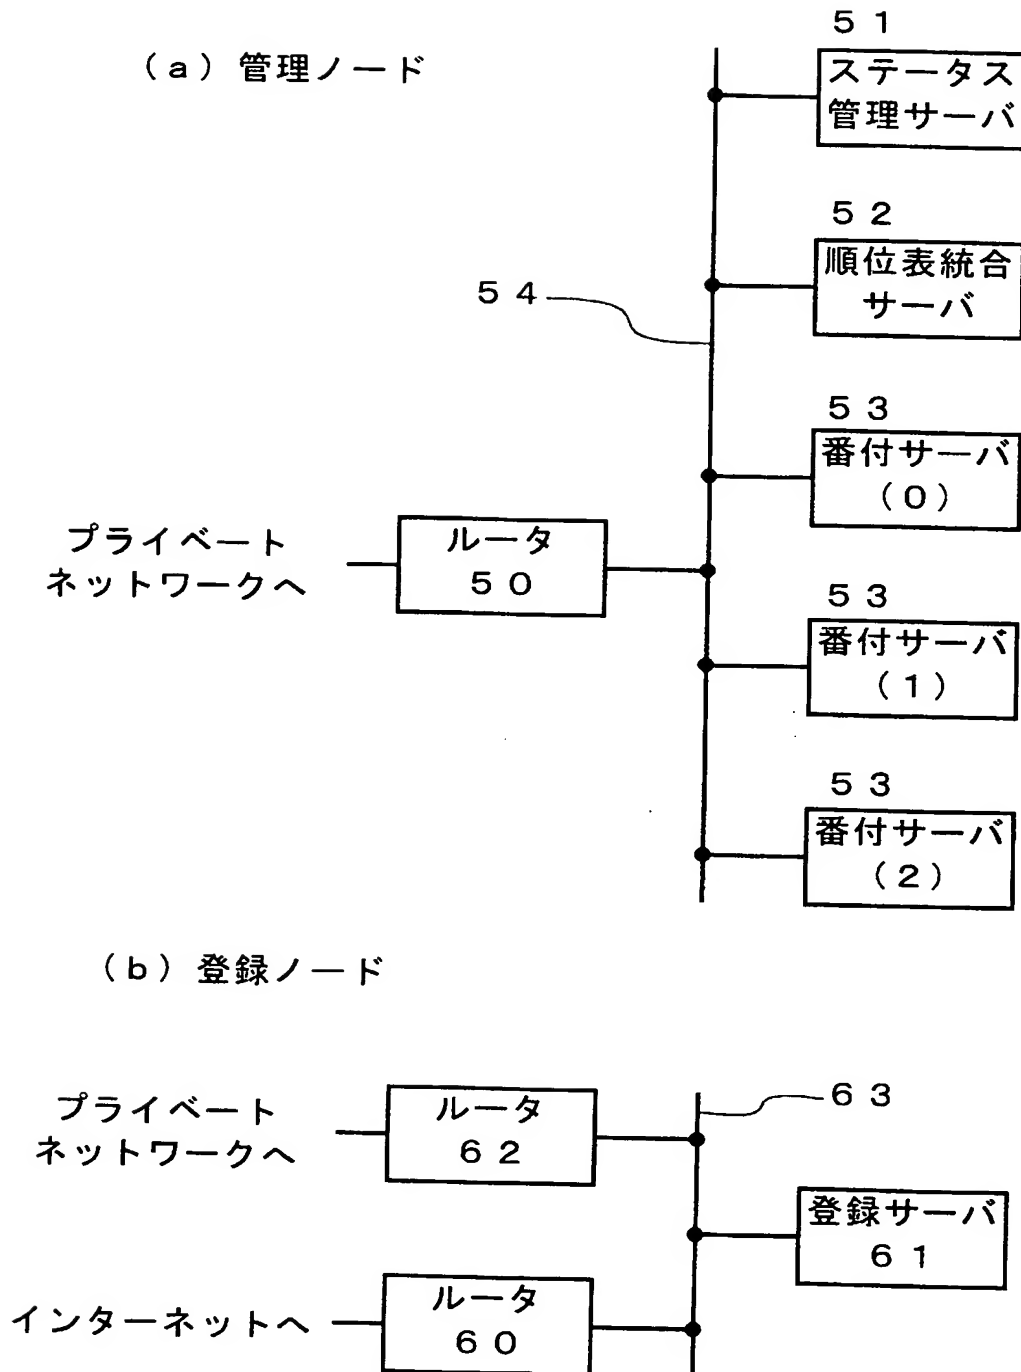 (a)管理ノード
51
ステータス
管理サーバ
52
順位表統合
サーバ
54
53
番付サーバ
(0)
プライベート
ネットワークへ
ルータ
50
53
番付サーバ
(1)
53
番付サーバ
(2)
(b)登録ノード
プライベート
ネットワークへ
ルータ
62
63
登録サーバ
61
インターネットへ
ルータ
60